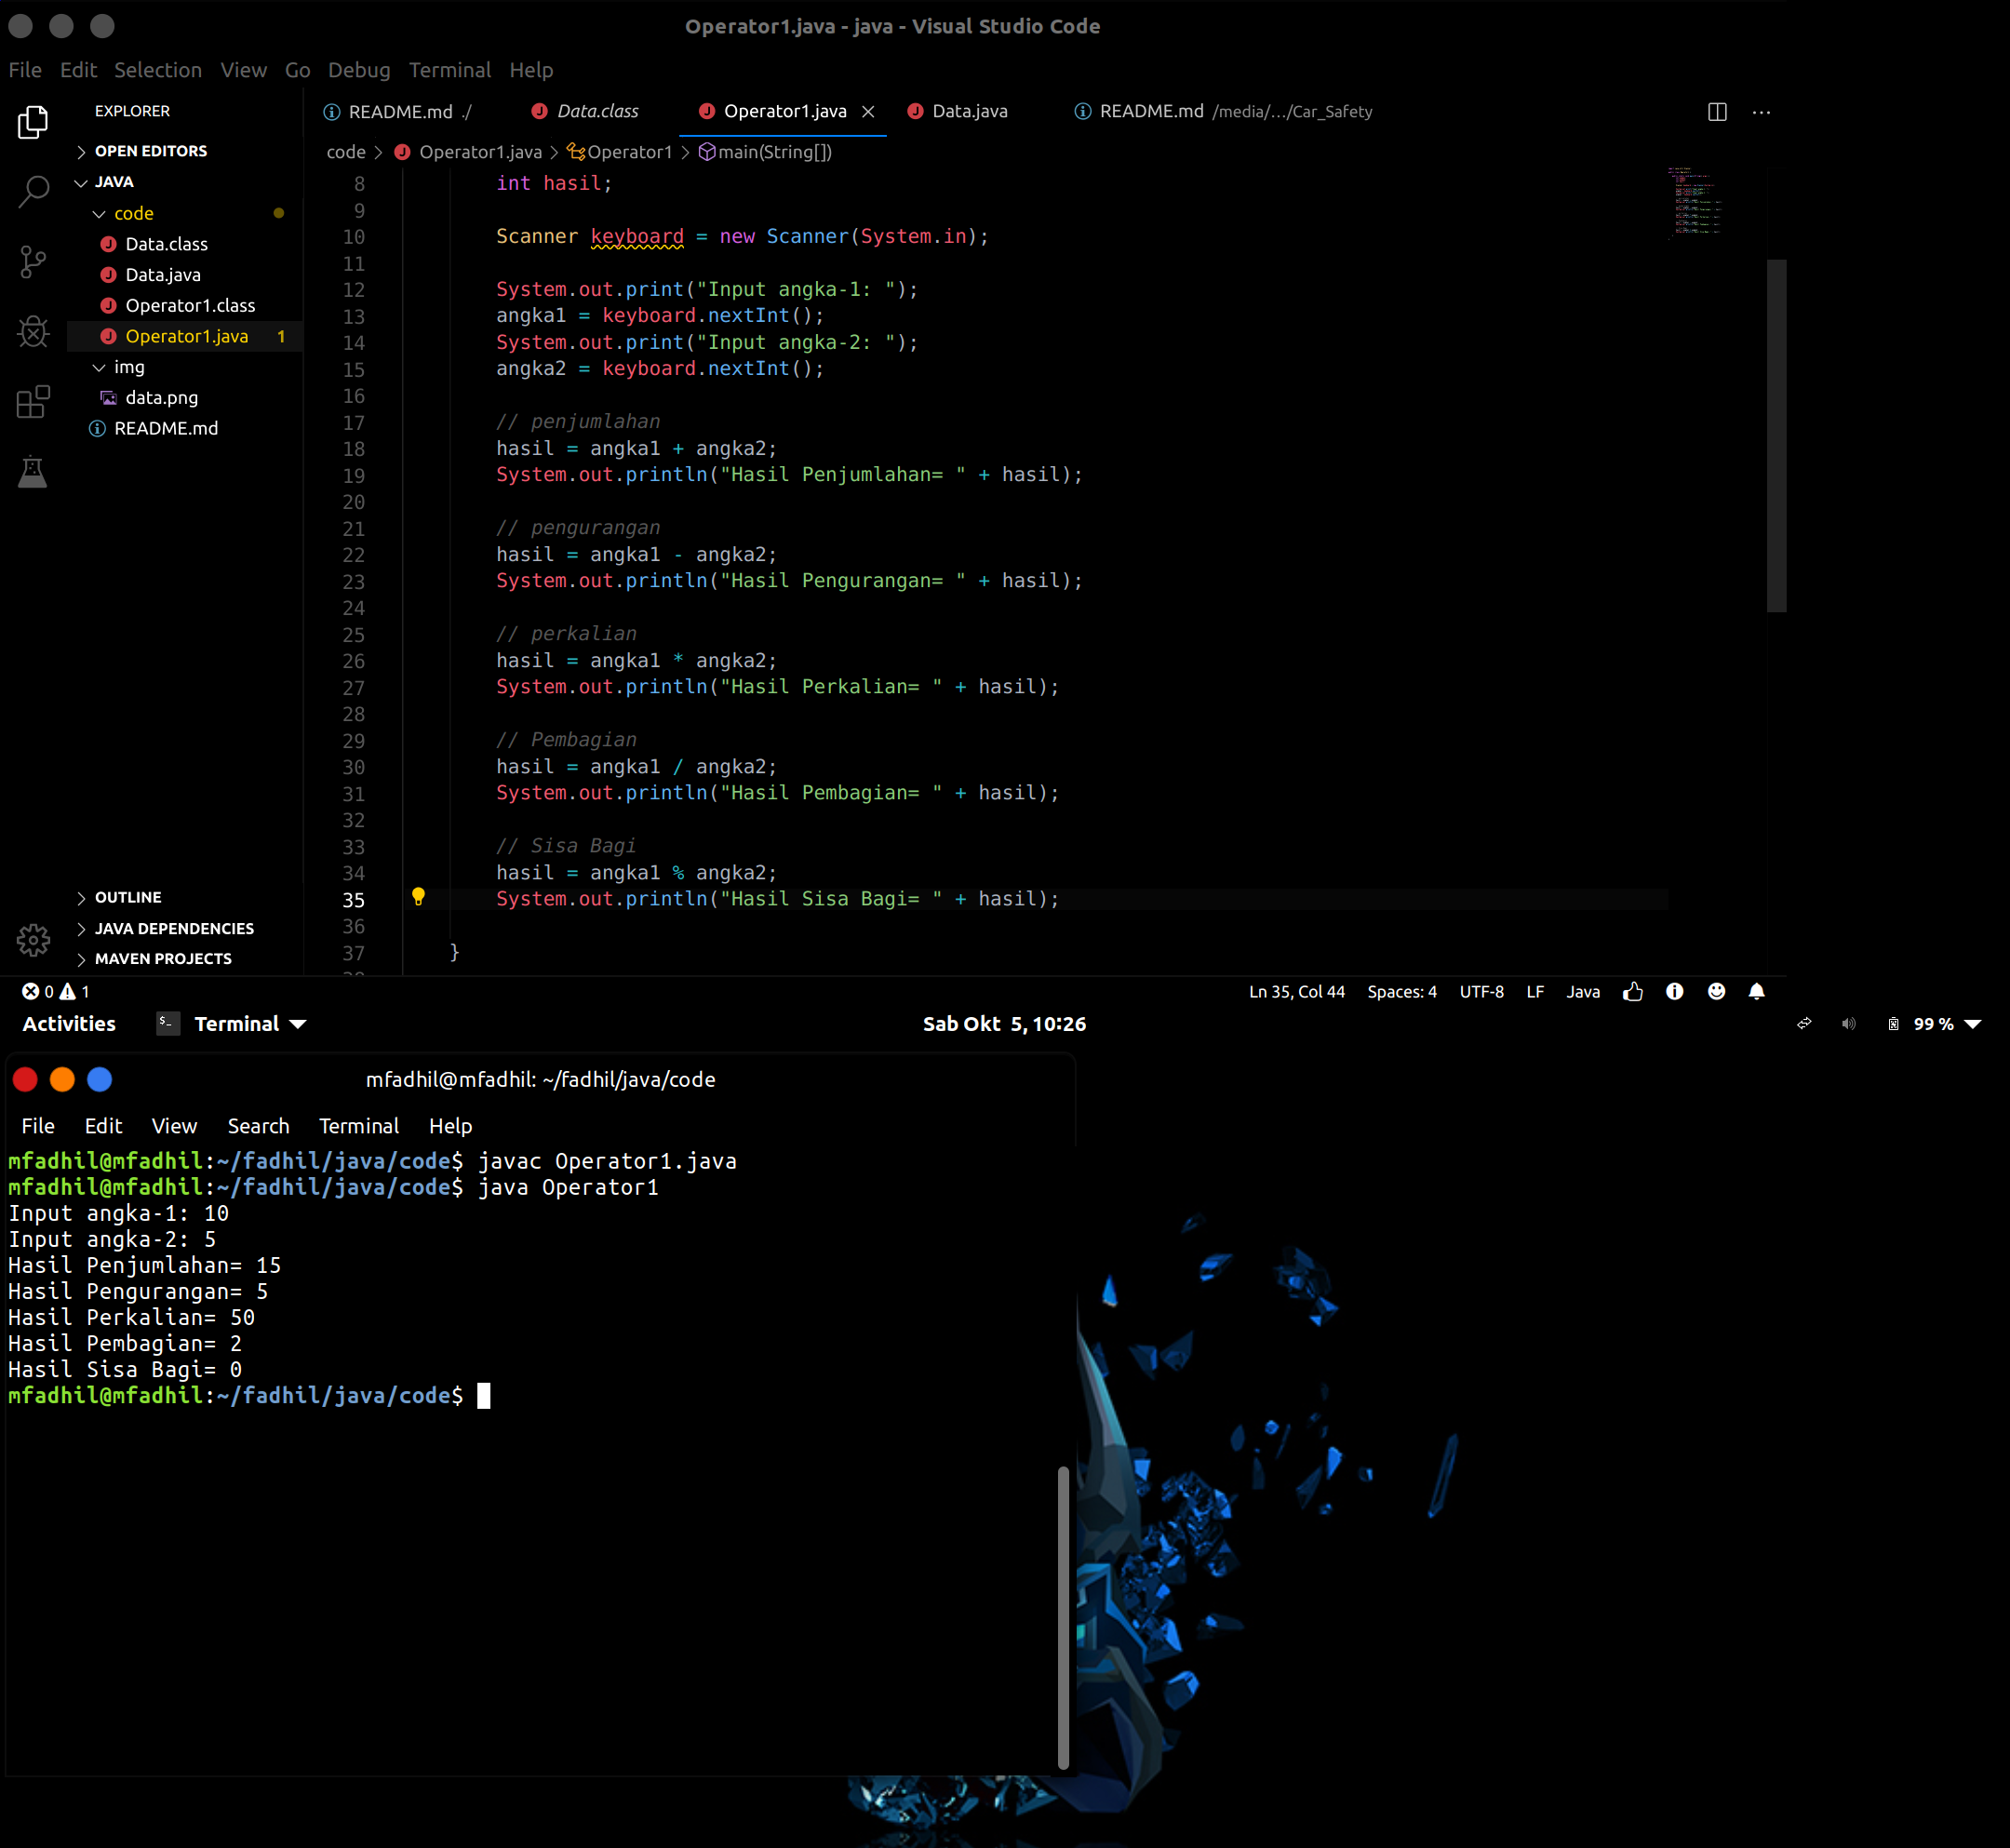 Operator1.java - java - Visual Studio Code
File Edit Selection View Go Debug Terminal Help
EXPLORER
OPEN EDITORS
JAVA
code
Data.class
Data.java
Operator1.class
Operator1.java 1
img
data.png
README.md
OUTLINE
JAVA DEPENDENCIES
MAVEN PROJECTS
README.md ./ Data.class Operator1.java Data.java README.md /media/…/Car_Safety
code > Operator1.java > Operator1 > main(String[])
8 int hasil;
9
10 Scanner keyboard = new Scanner(System.in);
11
12 System.out.print("Input angka-1: ");
13 angka1 = keyboard.nextInt();
14 System.out.print("Input angka-2: ");
15 angka2 = keyboard.nextInt();
16
17 // penjumlahan
18 hasil = angka1 + angka2;
19 System.out.println("Hasil Penjumlahan= " + hasil);
20
21 // pengurangan
22 hasil = angka1 - angka2;
23 System.out.println("Hasil Pengurangan= " + hasil);
24
25 // perkalian
26 hasil = angka1 * angka2;
27 System.out.println("Hasil Perkalian= " + hasil);
28
29 // Pembagian
30 hasil = angka1 / angka2;
31 System.out.println("Hasil Pembagian= " + hasil);
32
33 // Sisa Bagi
34 hasil = angka1 % angka2;
35 System.out.println("Hasil Sisa Bagi= " + hasil);
36
37 }
0 1 Ln 35, Col 44 Spaces: 4 UTF-8 LF Java
Activities Terminal Sab Okt 5, 10:26 99 %
mfadhil@mfadhil: ~/fadhil/java/code
File Edit View Search Terminal Help
mfadhil@mfadhil:~/fadhil/java/code$ javac Operator1.java
mfadhil@mfadhil:~/fadhil/java/code$ java Operator1
Input angka-1: 10
Input angka-2: 5
Hasil Penjumlahan= 15
Hasil Pengurangan= 5
Hasil Perkalian= 50
Hasil Pembagian= 2
Hasil Sisa Bagi= 0
mfadhil@mfadhil:~/fadhil/java/code$